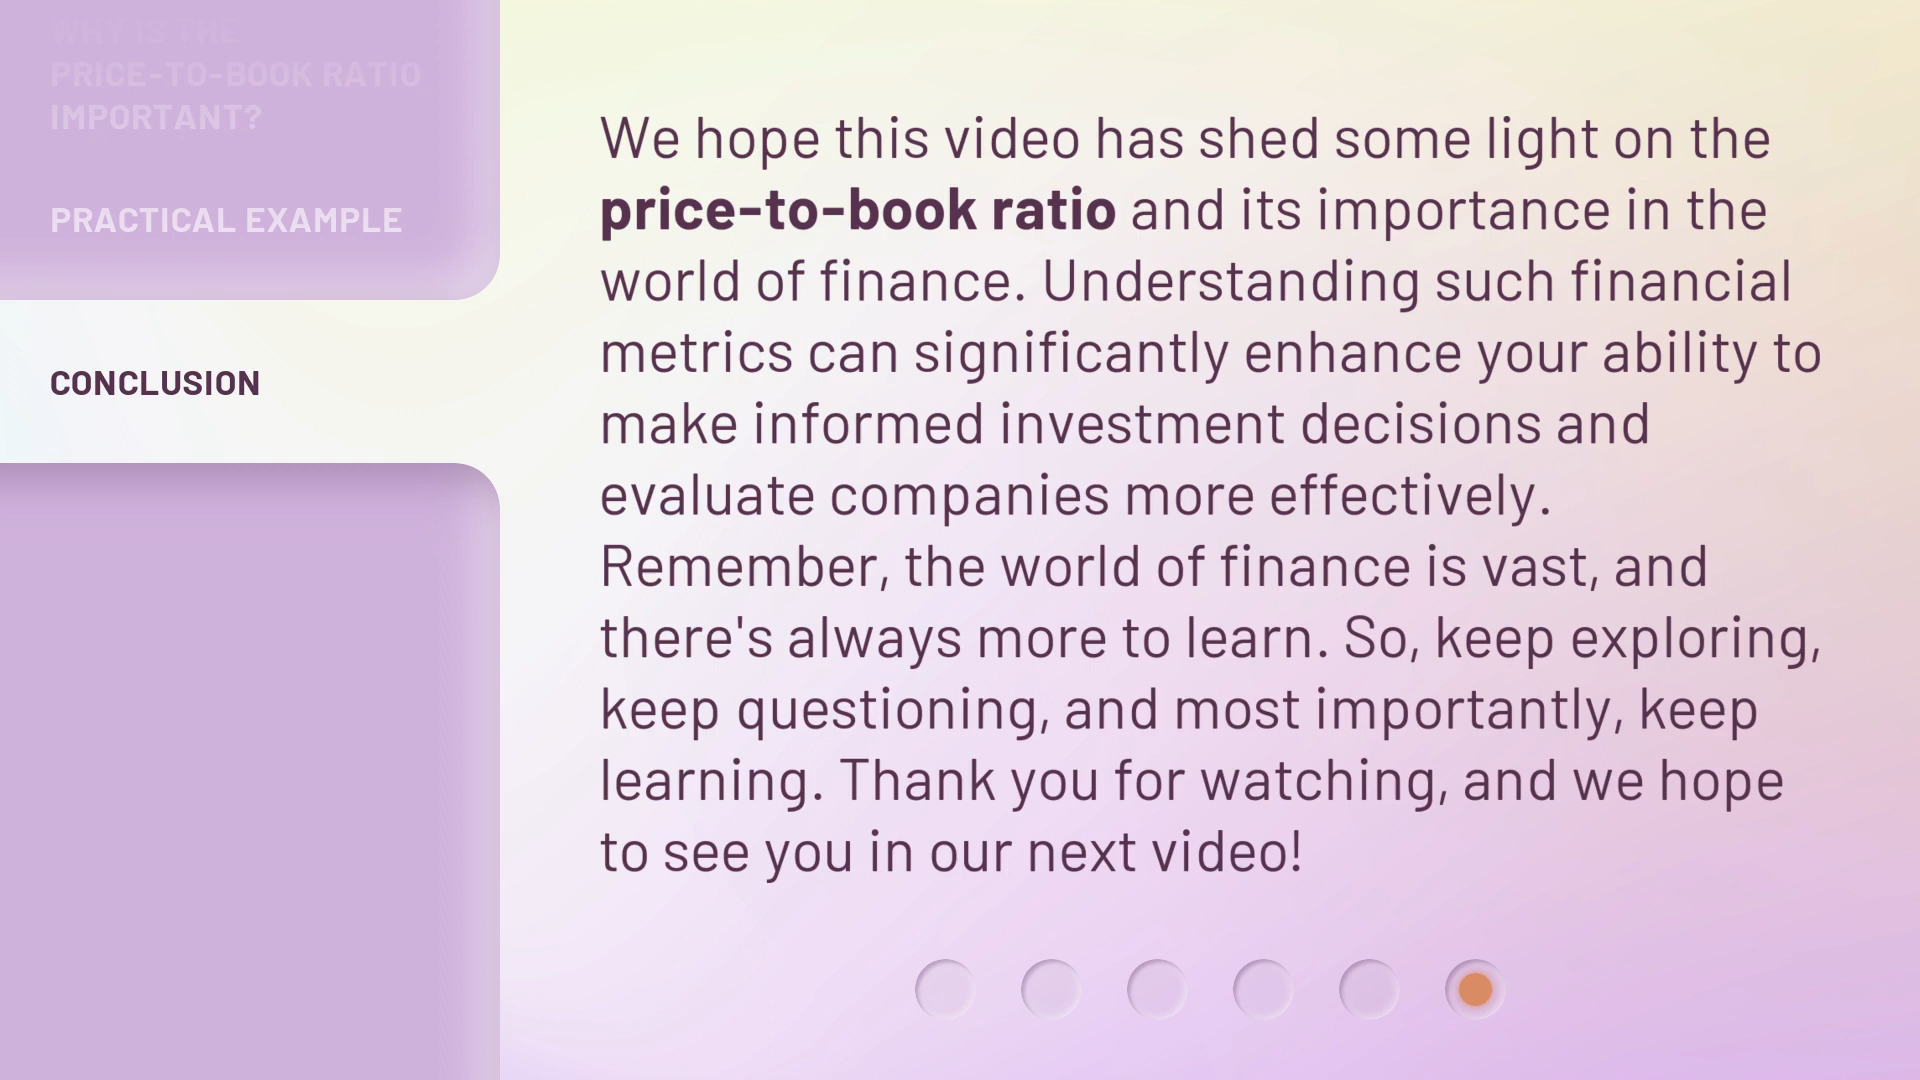 WHY IS THE
PRICE-TO-BOOK RATIO
IMPORTANT?
PRACTICAL EXAMPLE
CONCLUSION
We hope this video has shed some light on the
price-to-book ratio and its importance in the
world of finance. Understanding such financial
metrics can significantly enhance your ability to
make informed investment decisions and
evaluate companies more effectively.
Remember, the world of finance is vast, and
there's always more to learn. So, keep exploring,
keep questioning, and most importantly, keep
learning. Thank you for watching, and we hope
to see you in our next video!